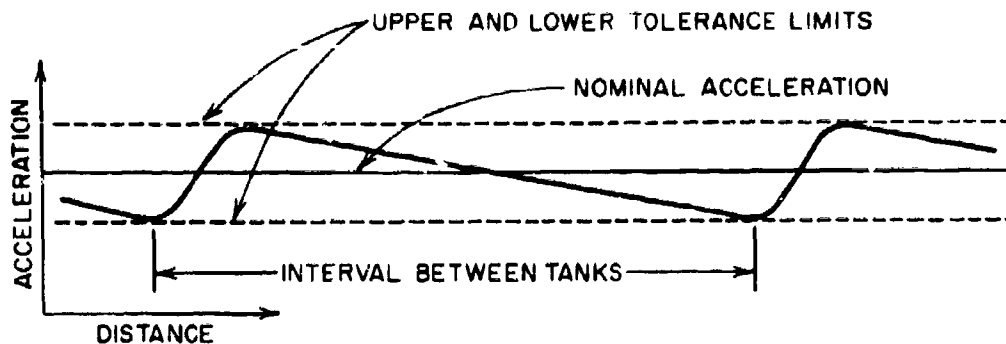 UPPER AND LOWER TOLERANCE LIMITS
NOMINAL ACCELERATION
ACCELERATION
INTERVAL BETWEEN TANKS
DISTANCE